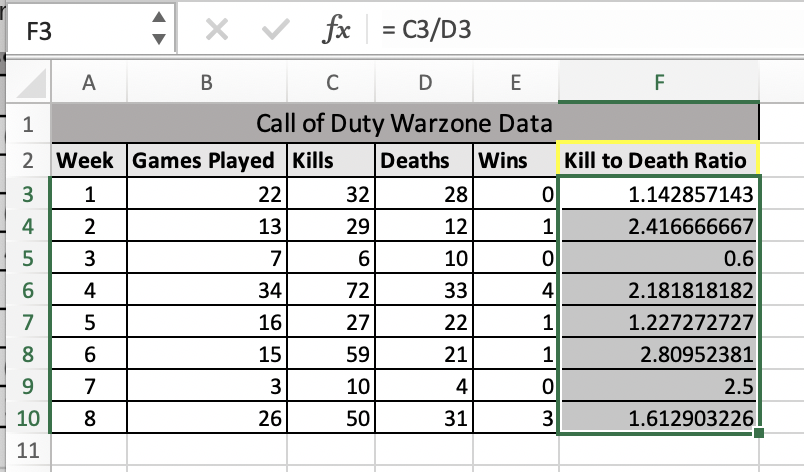 F3 fx = C3/D3
A B C D E F
1 Call of Duty Warzone Data
2 Week Games Played Kills Deaths Wins Kill to Death Ratio
3 1 22 32 28 0 1.142857143
4 2 13 29 12 1 2.416666667
5 3 7 6 10 0 0.6
6 4 34 72 33 4 2.181818182
7 5 16 27 22 1 1.227272727
8 6 15 59 21 1 2.80952381
9 7 3 10 4 0 2.5
10 8 26 50 31 3 1.612903226
11